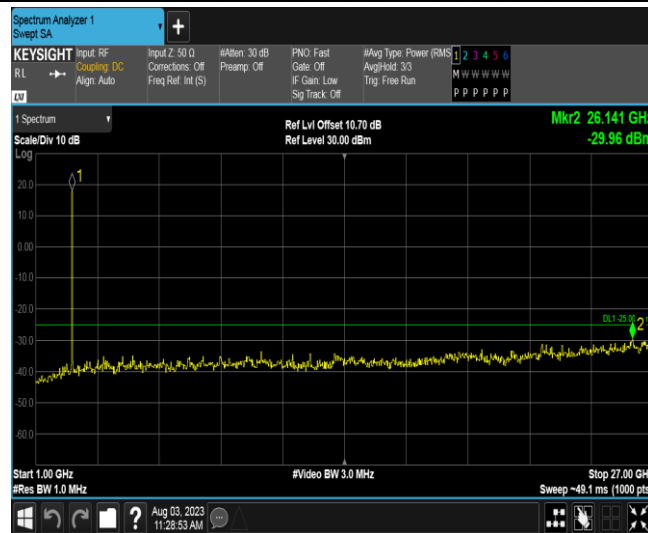 Spectrum Analyzer 1
Swept SA
+
KEYSIGHT
RL
LXI
Input: RF
Coupling: DC
Align: Auto
Input Z: 50 Ω
Corrections: Off
Freq Ref: Int (S)
#Atten: 30 dB
Preamp: Off
PNO: Fast
Gate: Off
IF Gain: Low
Sig Track: Off
#Avg Type: Power (RMS
Avg|Hold: 3/3
Trig: Free Run
1 2 3 4 5 6
M W W W W W
P P P P P P
1 Spectrum
Scale/Div 10 dB
Log
Ref Lvl Offset 10.70 dB
Ref Level 30.00 dBm
Mkr2 26.141 GHz
-29.96 dBm
1
20.0
10.0
0.00
-10.0
-20.0
DL1 -25.00
2
-30.0
-40.0
-50.0
-60.0
Start 1.00 GHz
#Video BW 3.0 MHz
Stop 27.00 GH
#Res BW 1.0 MHz
Sweep ~49.1 ms (1000 pts
?
Aug 03, 2023
11:28:53 AM